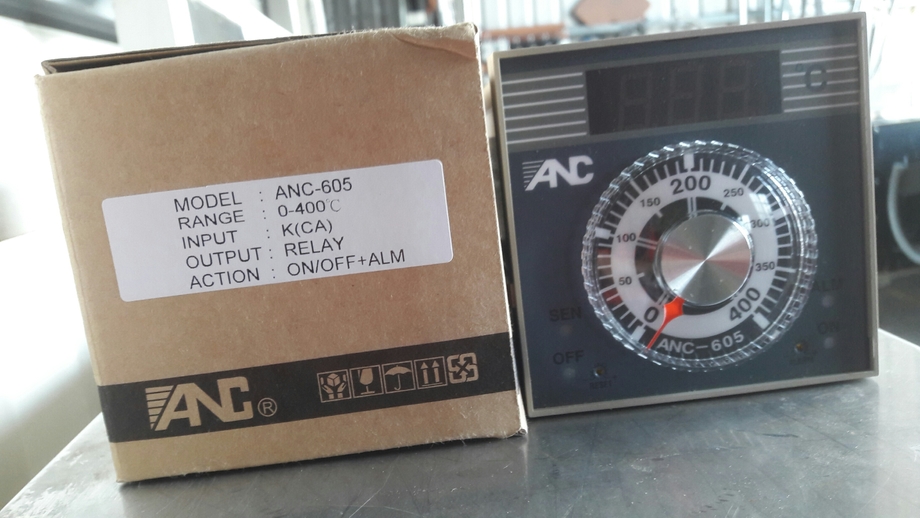 MODEL : ANC-605
RANGE : 0-400℃
INPUT : K(CA)
OUTPUT : RELAY
ACTION : ON/OFF+ALM
ANC®
ANC
0
50
100
150
200
250
300
350
400
ANC-605
SEN
OFF
ALM
ON